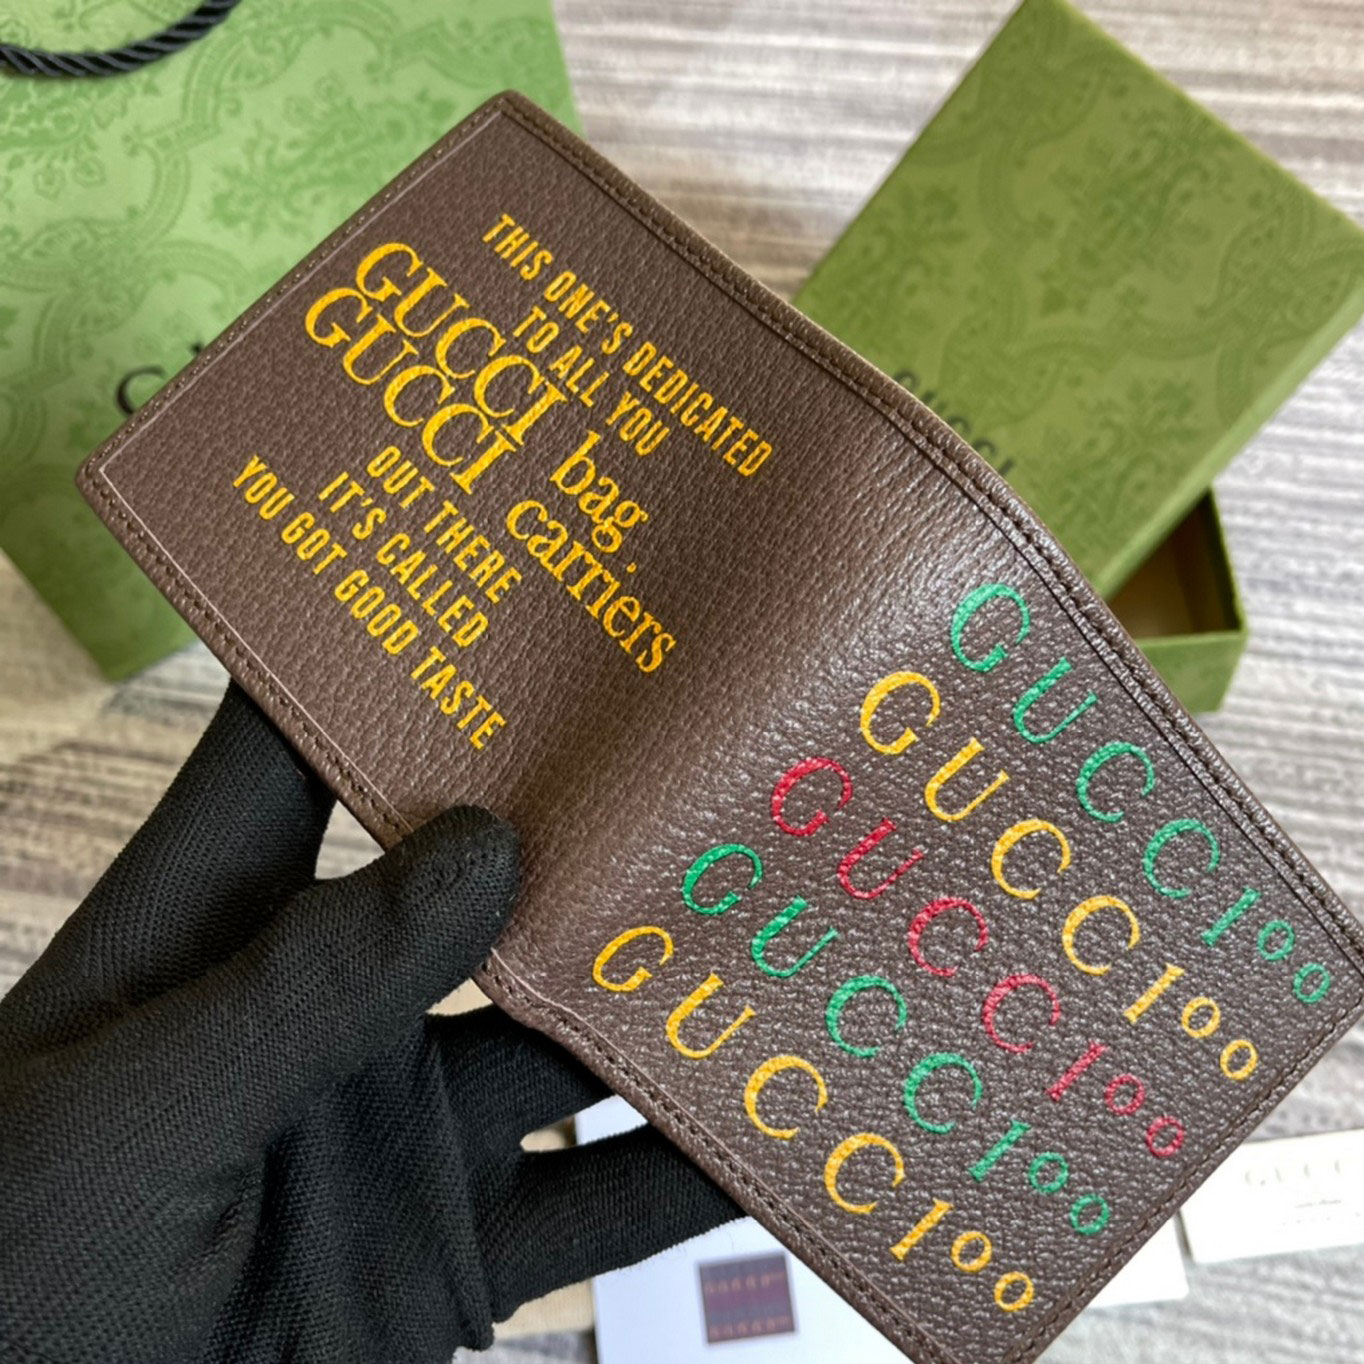 THIS ONE'S DEDICATED
TO ALL YOU
GUCCI bag
GUCCI carriers
OUT THERE
IT'S CALLED
YOU GOT GOOD TASTE
GUCCI100
GUCCI100
GUCCI100
GUCCI100
GUCCI100
GUCCI